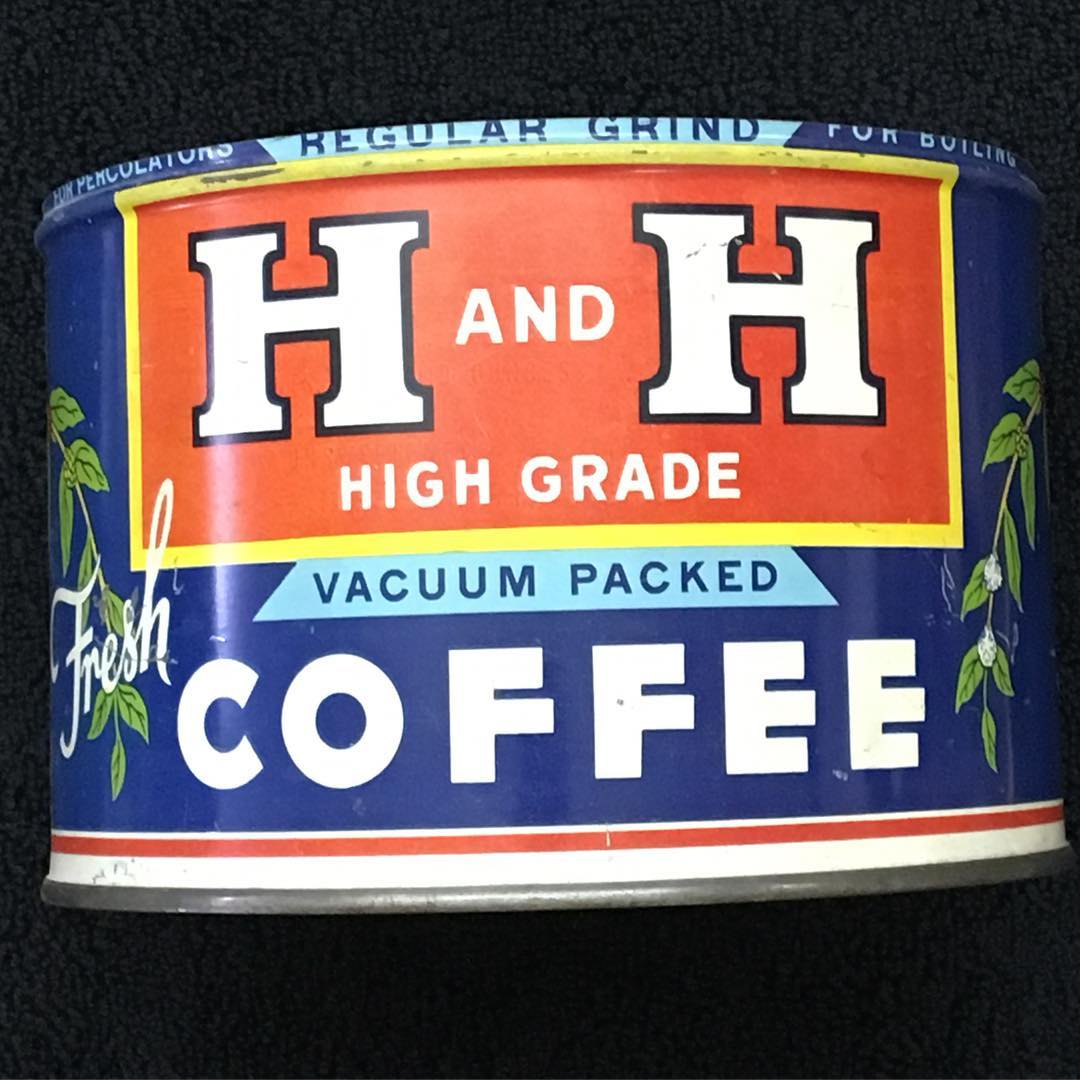 FOR PERCOLATORS REGULAR GRIND FOR BOILING
H AND H
HIGH GRADE
VACUUM PACKED
Fresh
COFFEE